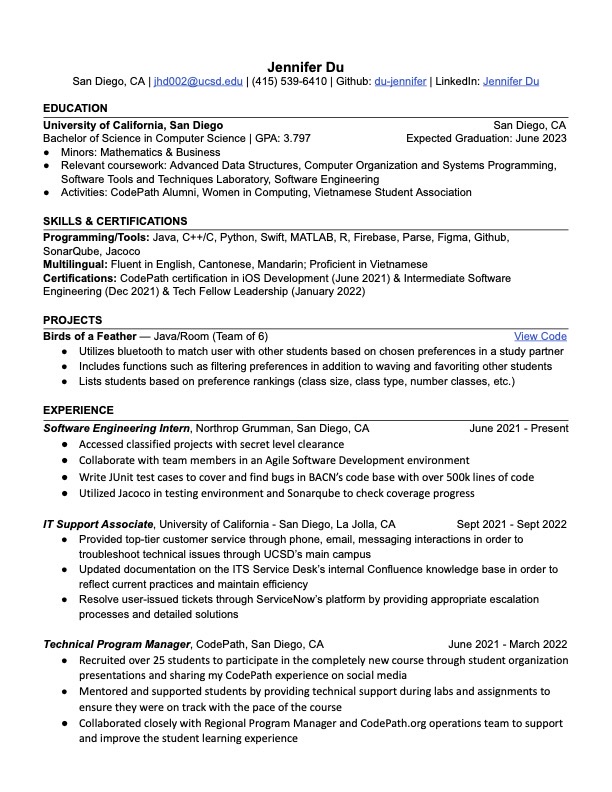 Jennifer Du
San Diego, CA | jhd002@ucsd.edu | (415) 539-6410 | Github: du-jennifer | LinkedIn: Jennifer Du
EDUCATION
University of California, San Diego San Diego, CA
Bachelor of Science in Computer Science | GPA: 3.797 Expected Graduation: June 2023
● Minors: Mathematics & Business
● Relevant coursework: Advanced Data Structures, Computer Organization and Systems Programming,
Software Tools and Techniques Laboratory, Software Engineering
● Activities: CodePath Alumni, Women in Computing, Vietnamese Student Association
SKILLS & CERTIFICATIONS
Programming/Tools: Java, C++/C, Python, Swift, MATLAB, R, Firebase, Parse, Figma, Github,
SonarQube, Jacoco
Multilingual: Fluent in English, Cantonese, Mandarin; Proficient in Vietnamese
Certifications: CodePath certification in iOS Development (June 2021) & Intermediate Software
Engineering (Dec 2021) & Tech Fellow Leadership (January 2022)
PROJECTS
Birds of a Feather — Java/Room (Team of 6) View Code
● Utilizes bluetooth to match user with other students based on chosen preferences in a study partner
● Includes functions such as filtering preferences in addition to waving and favoriting other students
● Lists students based on preference rankings (class size, class type, number classes, etc.)
EXPERIENCE
Software Engineering Intern, Northrop Grumman, San Diego, CA June 2021 - Present
● Accessed classified projects with secret level clearance
● Collaborate with team members in an Agile Software Development environment
● Write JUnit test cases to cover and find bugs in BACN's code base with over 500k lines of code
● Utilized Jacoco in testing environment and Sonarqube to check coverage progress
IT Support Associate, University of California - San Diego, La Jolla, CA Sept 2021 - Sept 2022
● Provided top-tier customer service through phone, email, messaging interactions in order to
troubleshoot technical issues through UCSD's main campus
● Updated documentation on the ITS Service Desk's internal Confluence knowledge base in order to
reflect current practices and maintain efficiency
● Resolve user-issued tickets through ServiceNow's platform by providing appropriate escalation
processes and detailed solutions
Technical Program Manager, CodePath, San Diego, CA June 2021 - March 2022
● Recruited over 25 students to participate in the completely new course through student organization
presentations and sharing my CodePath experience on social media
● Mentored and supported students by providing technical support during labs and assignments to
ensure they were on track with the pace of the course
● Collaborated closely with Regional Program Manager and CodePath.org operations team to support
and improve the student learning experience